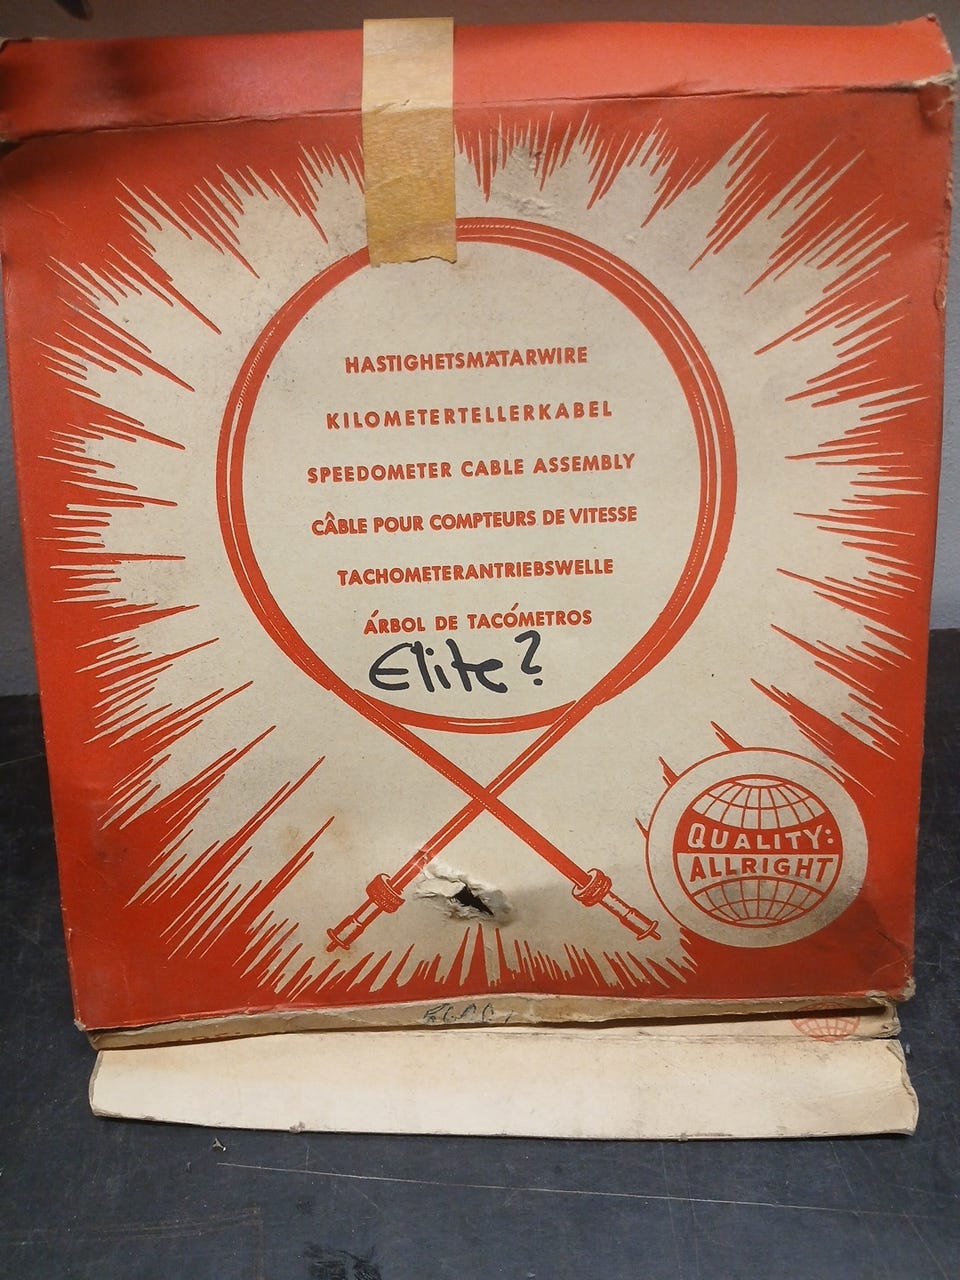 HASTIGHETSMÄTARWIRE
KILOMETERTELLERKABEL
SPEEDOMETER CABLE ASSEMBLY
CÂBLE POUR COMPTEURS DE VITESSE
TACHOMETERANTRIEBSWELLE
ÁRBOL DE TACÓMETROS
Elite?
QUALITY:
ALLRIGHT